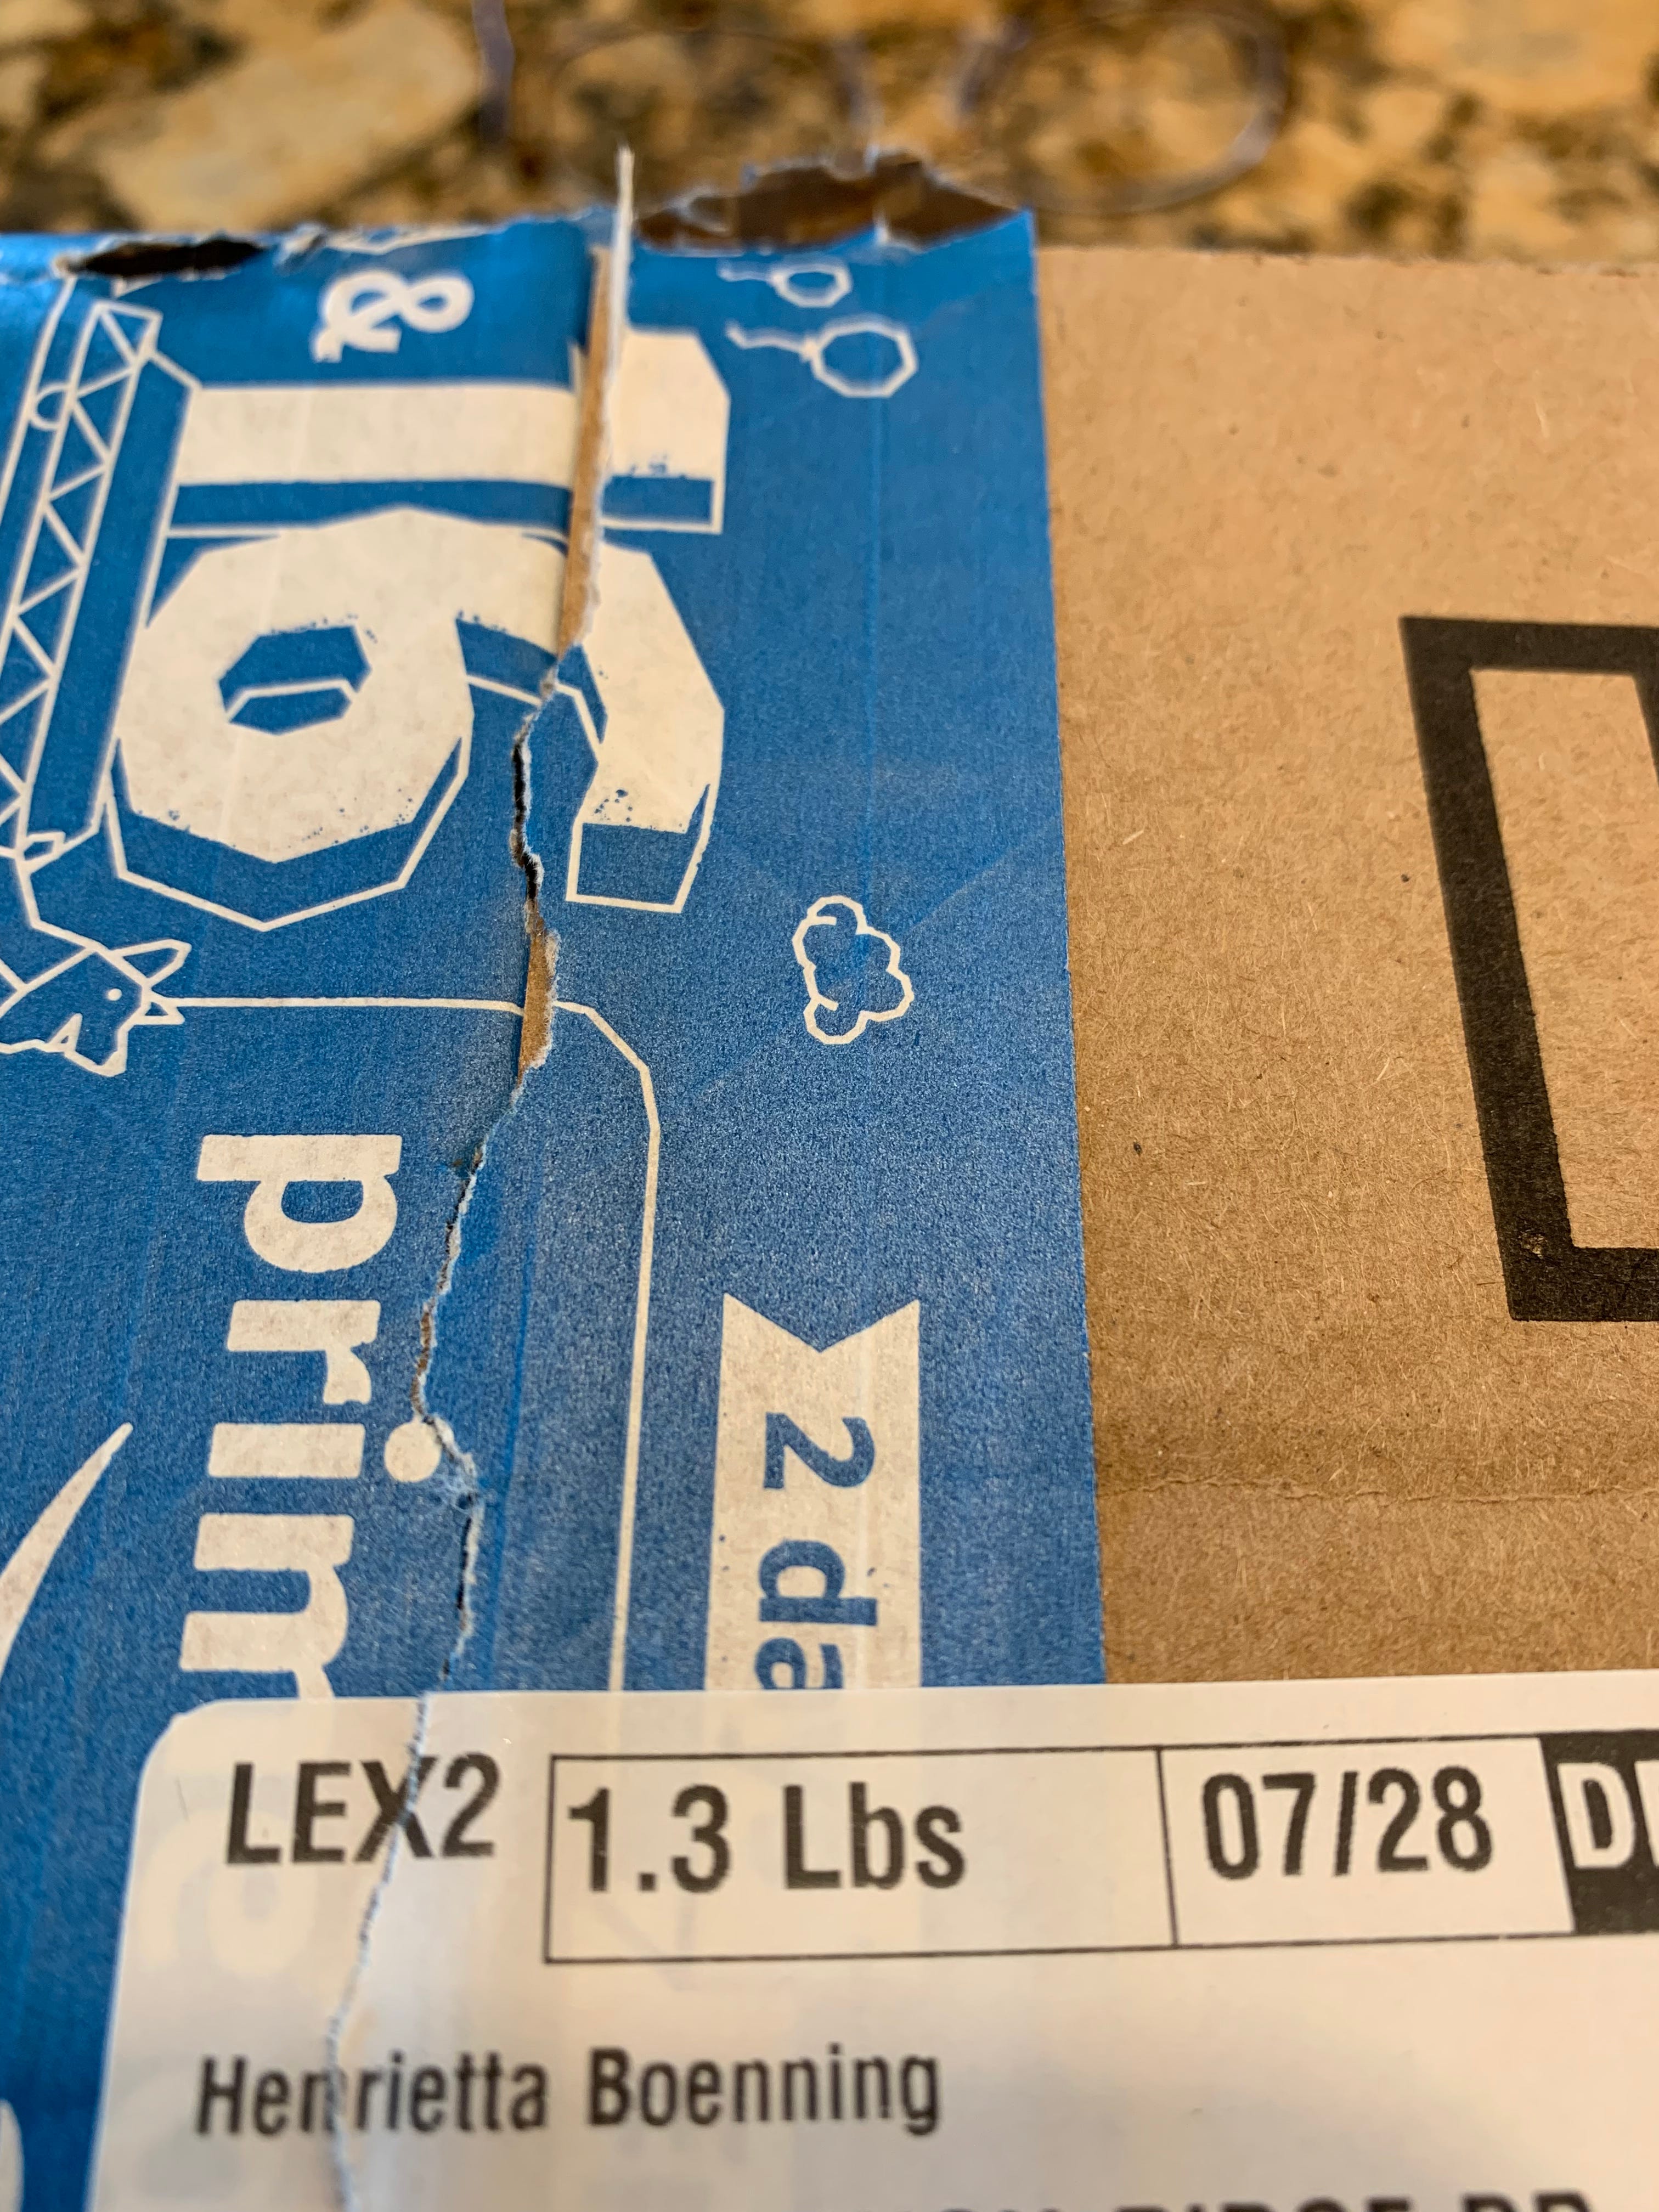 &
prim
2 da
LEX2 1.3 Lbs 07/28
Henrietta Boenning